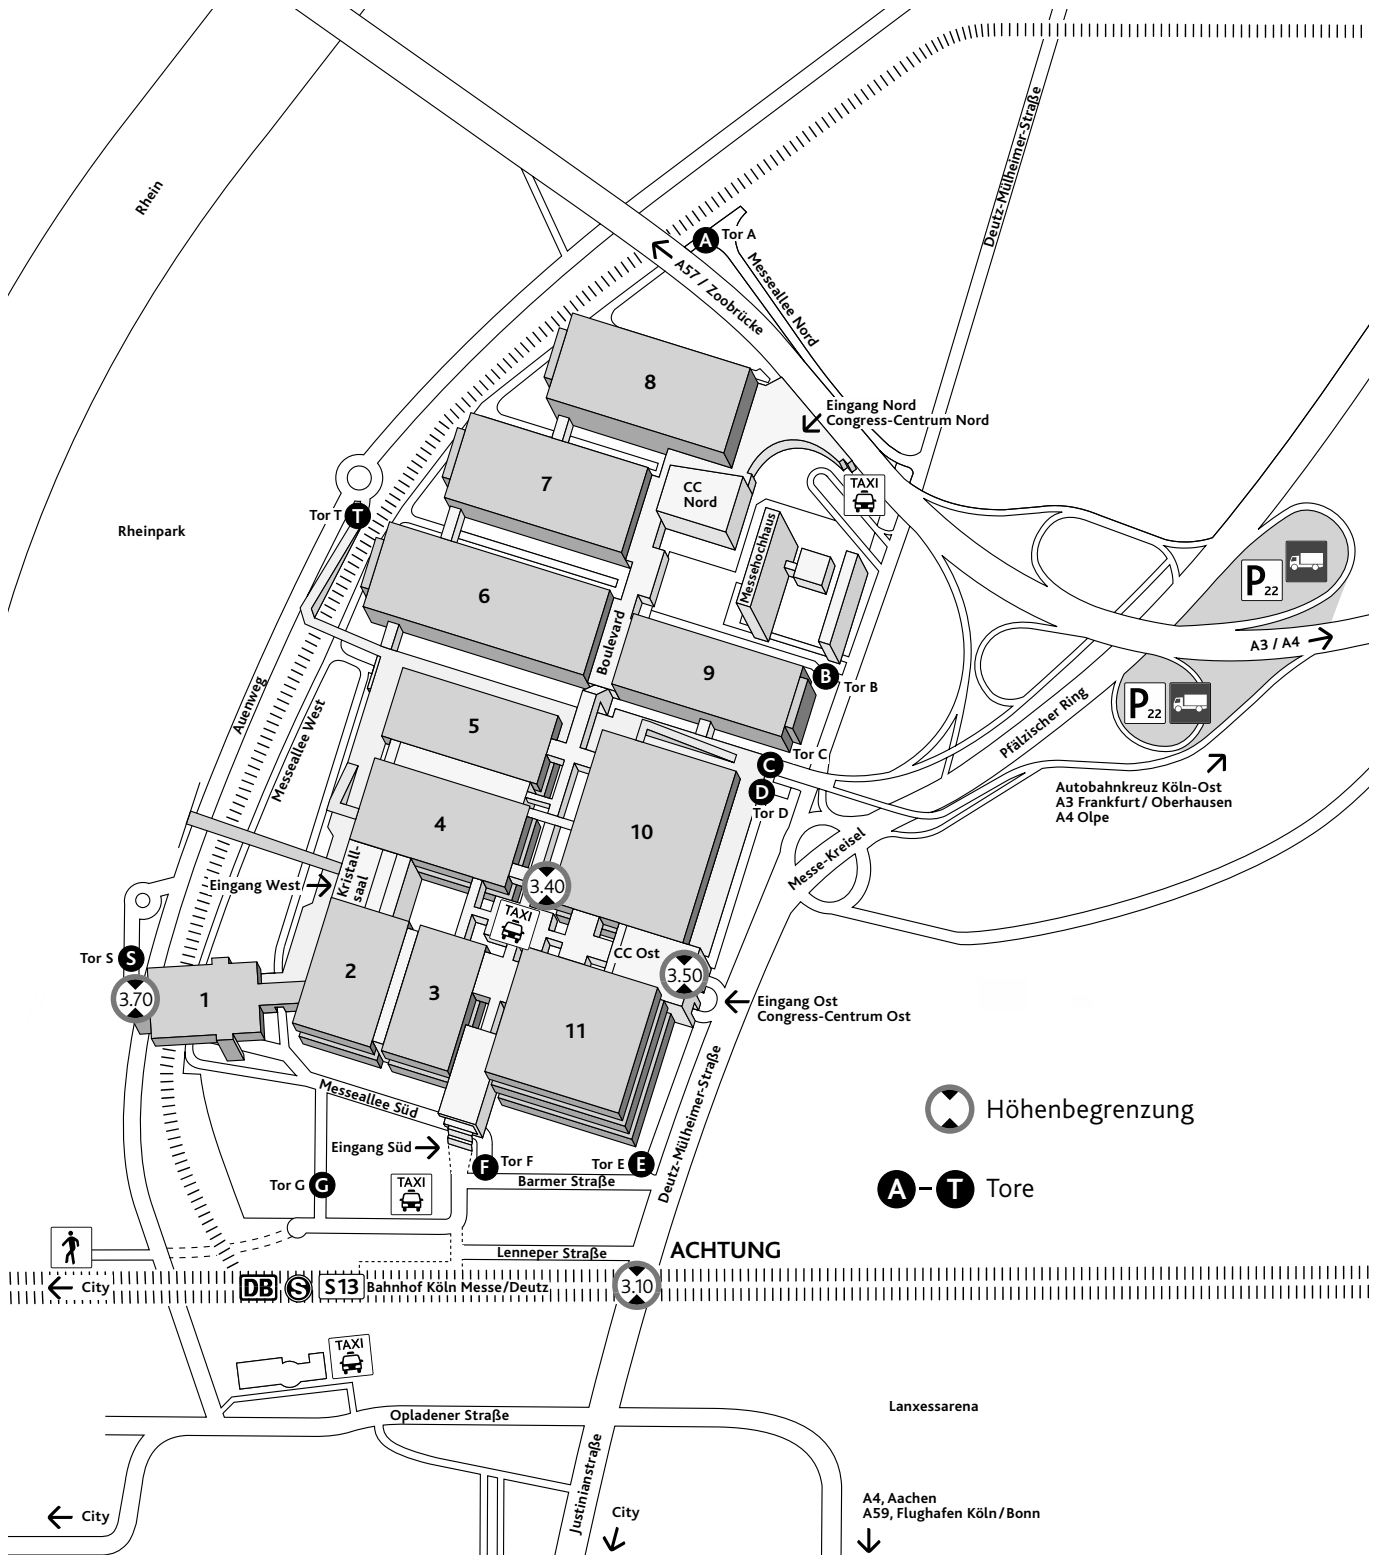 Deutz-Mülheimer-Straße
Rhein
A Tor A
A57 / Zoobrücke
Messeallee Nord
8
Eingang Nord
Congress-Centrum Nord
7
CC
Nord
TAXI
Tor T T
Rheinpark
Messehochhaus
P22
6
Boulevard
A3 / A4
9
B
Tor B
P22
Auenweg
Messeallee West
5
Pfälzischer Ring
Tor C
C
D
Tor D
Autobahnkreuz Köln-Ost
A3 Frankfurt / Oberhausen
A4 Olpe
4
10
Messe-Kreisel
Kristall-
saal
Eingang West
3.40
TAXI
CC Ost
Tor S S
3.50
2
3
1
3.70
Eingang Ost
Congress-Centrum Ost
11
Deutz-Mülheimer-Straße
Messeallee Süd
Höhenbegrenzung
Eingang Süd
F Tor F
Tor E E
Barmer Straße
Tor G G
TAXI
A – T Tore
Lenneper Straße
ACHTUNG
City
DB S S13 Bahnhof Köln Messe/Deutz
3.10
TAXI
Opladener Straße
Lanxessarena
Justinianstraße
City
City
A4, Aachen
A59, Flughafen Köln / Bonn